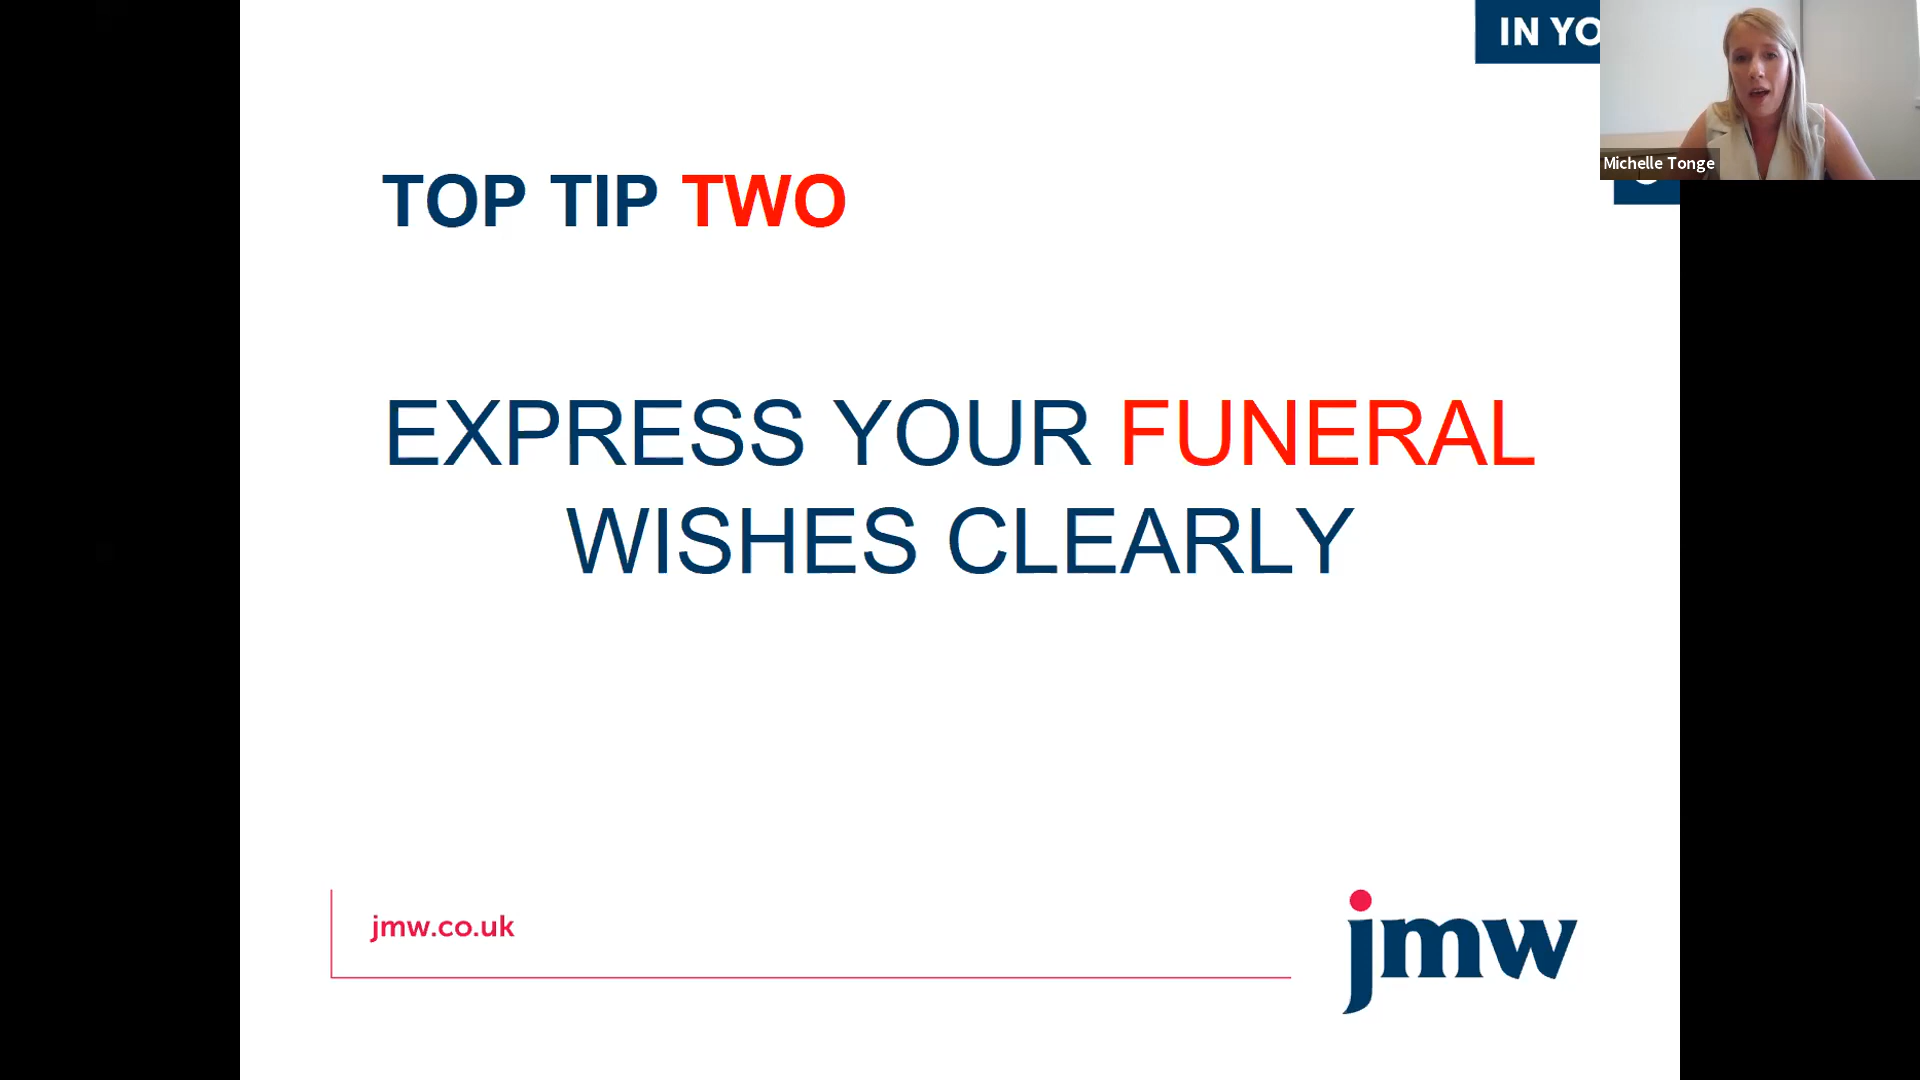 IN YO
Michelle Tonge
TOP TIP TWO
EXPRESS YOUR FUNERAL
WISHES CLEARLY
jmw.co.uk
jmw